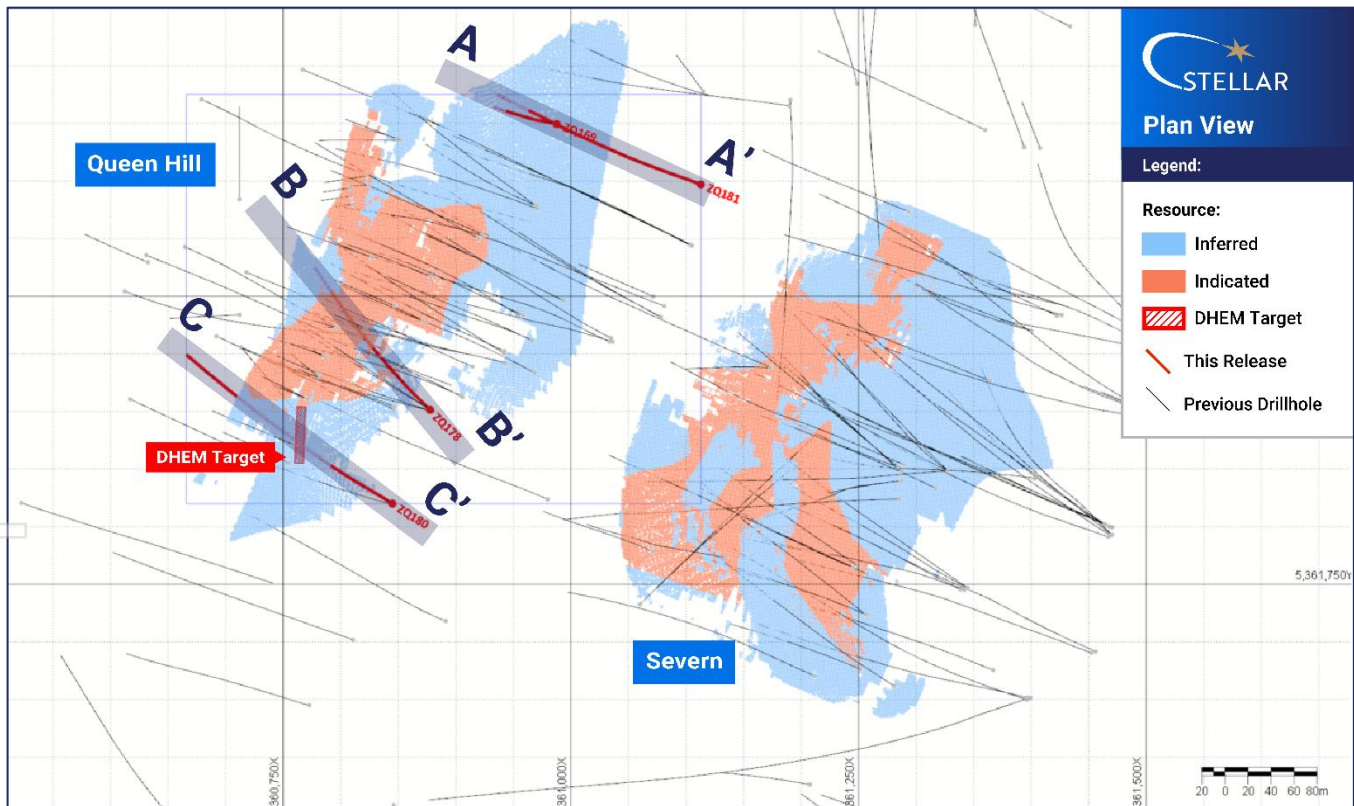 A
A'
Queen Hill
B
B'
C
C'
ZQ169
ZQ181
ZQ178
ZQ180
DHEM Target
Severn
STELLAR
Plan View
Legend:
Resource:
Inferred
Indicated
DHEM Target
This Release
Previous Drillhole
5,361,750Y
360,750X
361,000X
361,250X
361,500X
20 0 20 40 60 80m